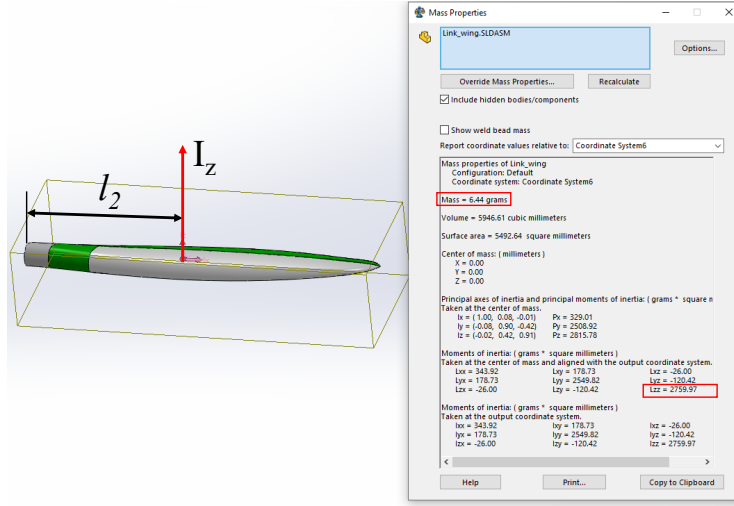 l2
Iz
Mass Properties
Link_wing.SLDASM
Options...
Override Mass Properties...
Recalculate
Include hidden bodies/components
Show weld bead mass
Report coordinate values relative to: Coordinate System6
Mass properties of Link_wing
Configuration: Default
Coordinate system: Coordinate System6
Mass = 6.44 grams
Volume = 5946.61 cubic millimeters
Surface area = 5492.64 square millimeters
Center of mass: ( millimeters )
X = 0.00
Y = 0.00
Z = 0.00
Principal axes of inertia and principal moments of inertia: ( grams * square n
Taken at the center of mass.
Ix = ( 1.00, 0.08, -0.01) Px = 329.01
Iy = (-0.08, 0.90, -0.42) Py = 2508.92
Iz = (-0.02, 0.42, 0.91) Pz = 2815.78
Moments of inertia: ( grams * square millimeters )
Taken at the center of mass and aligned with the output coordinate system.
Lxx = 343.92 Lxy = 178.73 Lxz = -26.00
Lyx = 178.73 Lyy = 2549.82 Lyz = -120.42
Lzx = -26.00 Lzy = -120.42 Lzz = 2759.97
Moments of inertia: ( grams * square millimeters )
Taken at the output coordinate system.
Ixx = 343.92 Ixy = 178.73 Ixz = -26.00
Iyx = 178.73 Iyy = 2549.82 Iyz = -120.42
Izx = -26.00 Izy = -120.42 Izz = 2759.97
Help
Print...
Copy to Clipboard